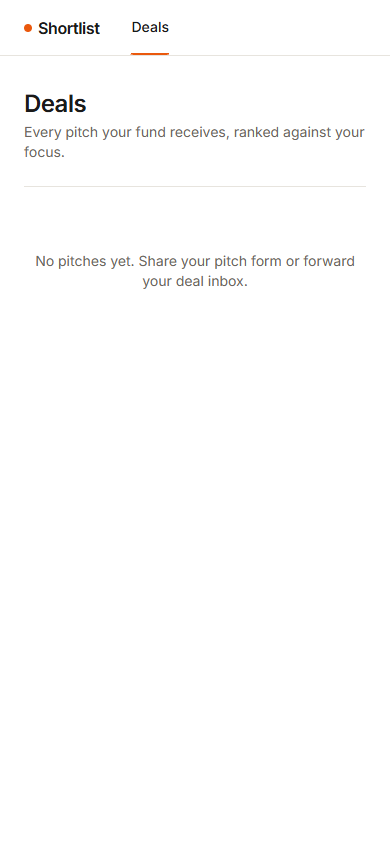 Shortlist
Deals
Deals
Every pitch your fund receives, ranked against your
focus.
No pitches yet. Share your pitch form or forward
your deal inbox.